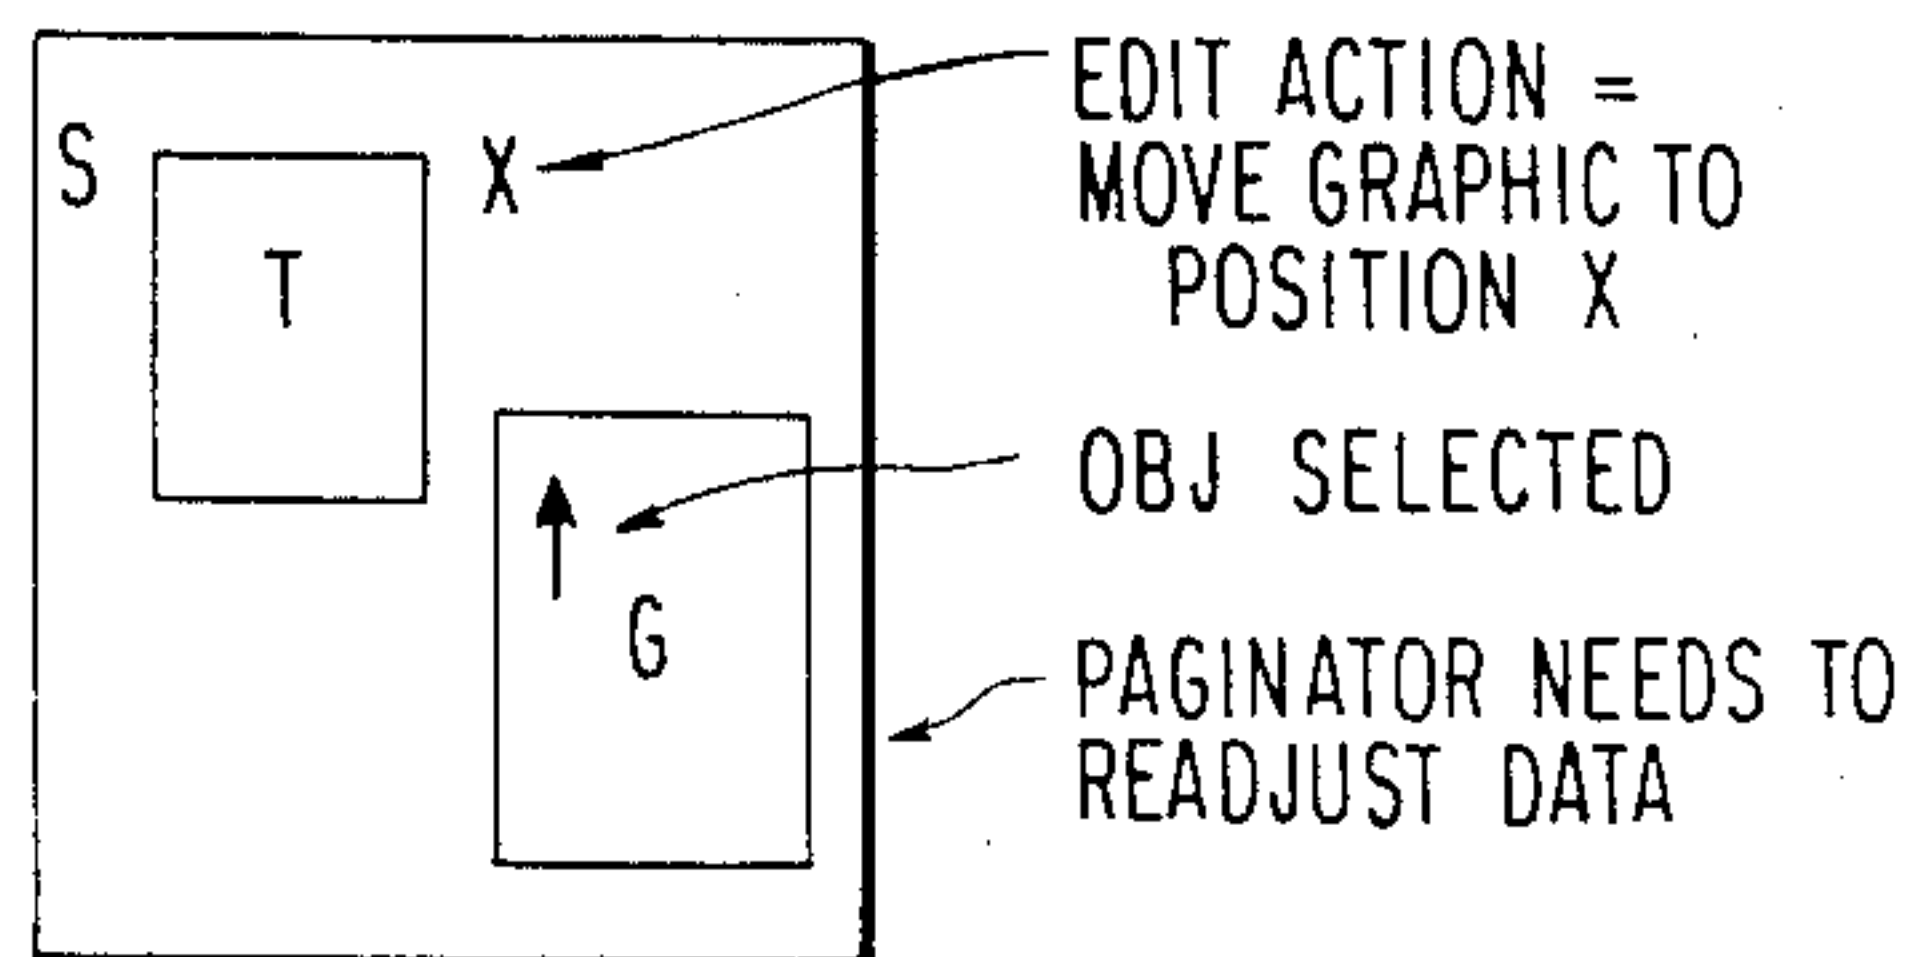 EDIT ACTION =
MOVE GRAPHIC TO
POSITION X
S
X
T
OBJ SELECTED
G
PAGINATOR NEEDS TO
READJUST DATA